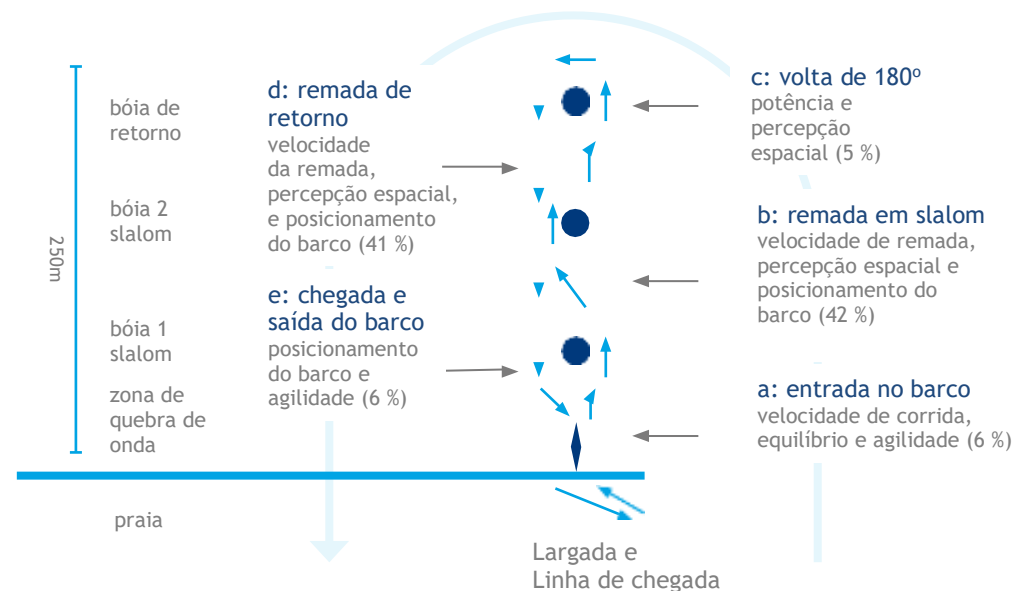 250m
bóia de
retorno
bóia 2
slalom
bóia 1
slalom
zona de
quebra de
onda
praia
d: remada de
retorno
velocidade
da remada,
percepção espacial,
e posicionamento
do barco (41 %)
e: chegada e
saída do barco
posicionamento
do barco e
agilidade (6 %)
c: volta de 180º
potência e
percepção
espacial (5 %)
b: remada em slalom
velocidade de remada,
percepção espacial e
posicionamento do
barco (42 %)
a: entrada no barco
velocidade de corrida,
equilíbrio e agilidade (6 %)
Largada e
Linha de chegada